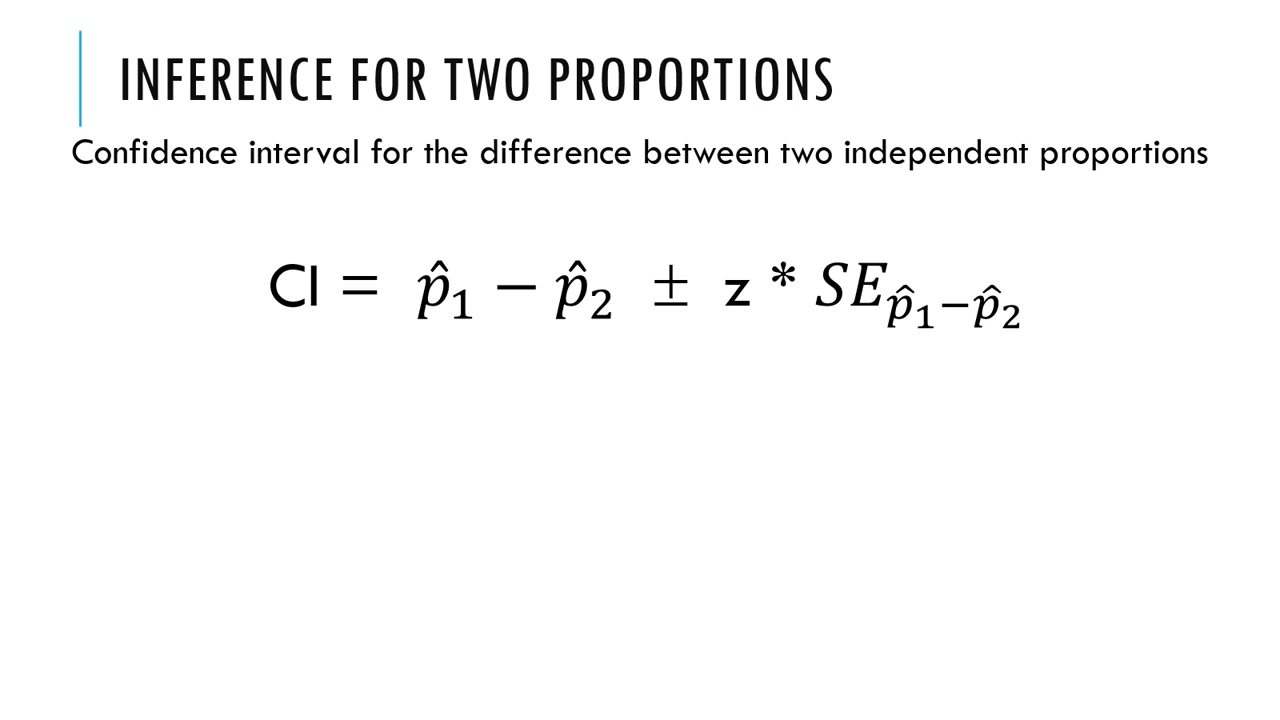 INFERENCE FOR TWO PROPORTIONS
Confidence interval for the difference between two independent proportions
CI = p̂₁ − p̂₂ ± z * SE_{p̂₁−p̂₂}